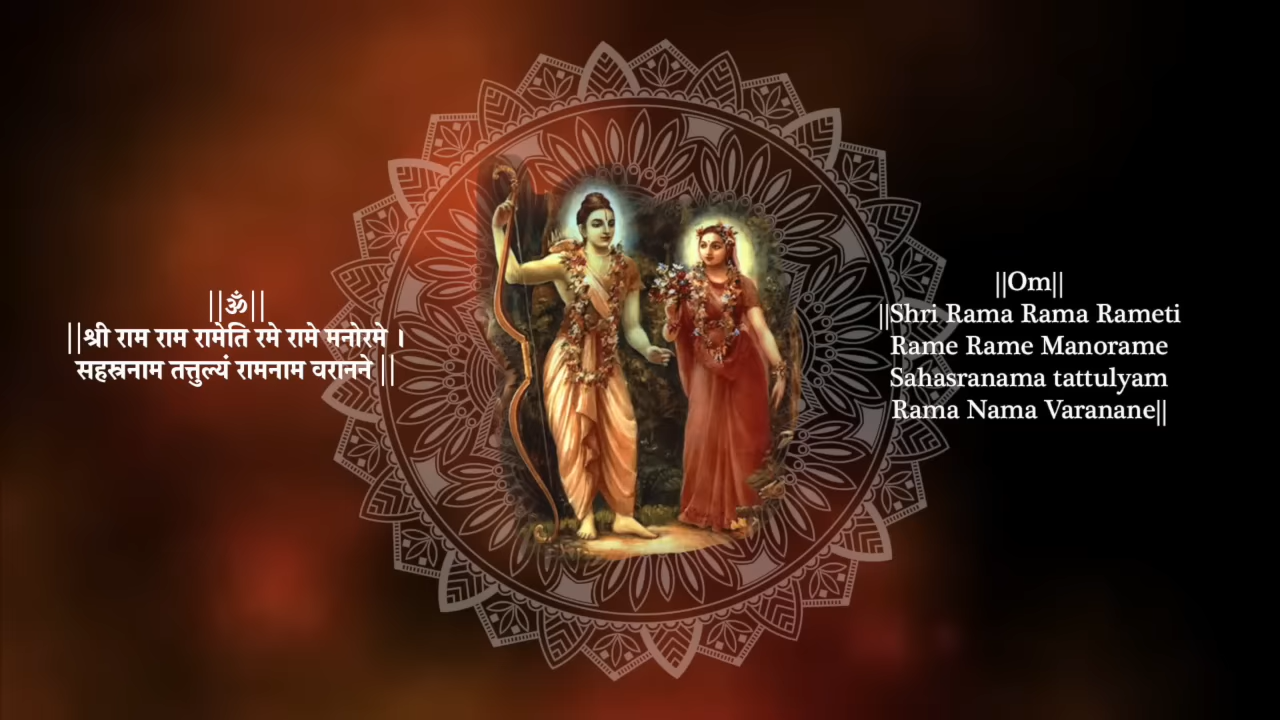 ||ॐ||
||श्री राम राम रामेति रमे रामे मनोरमे ।
सहस्रनाम तत्तुल्यं रामनाम वरानने ||
||Om||
||Shri Rama Rama Rameti
Rame Rame Manorame
Sahasranama tattulyam
Rama Nama Varanane||